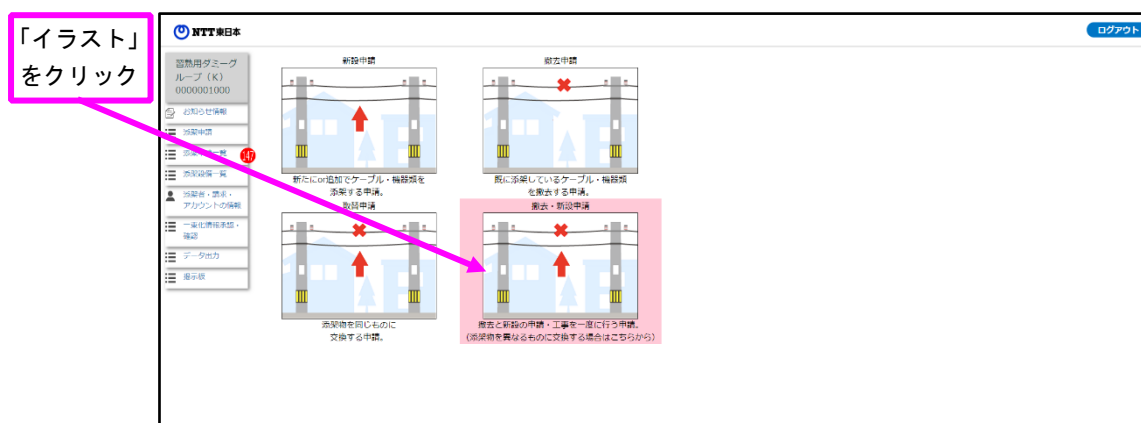 「イラスト」
をクリック
NTT東日本
ログアウト
習熟用ダミーグ
ループ（K）
0000001000
お知らせ情報
添架申請
147
添架設備一覧
添架者・請求・
アカウントの情報
一束化情報承認・
確認
データ出力
掲示板
新設申請
新たにor追加でケーブル・機器類を
添架する申請。
撤去申請
既に添架しているケーブル・機器類
を撤去する申請。
取替申請
添架物を同じものに
交換する申請。
撤去・新設申請
撤去と新設の申請・工事を一度に行う申請。
（添架物を異なるものに交換する場合はこちらから）